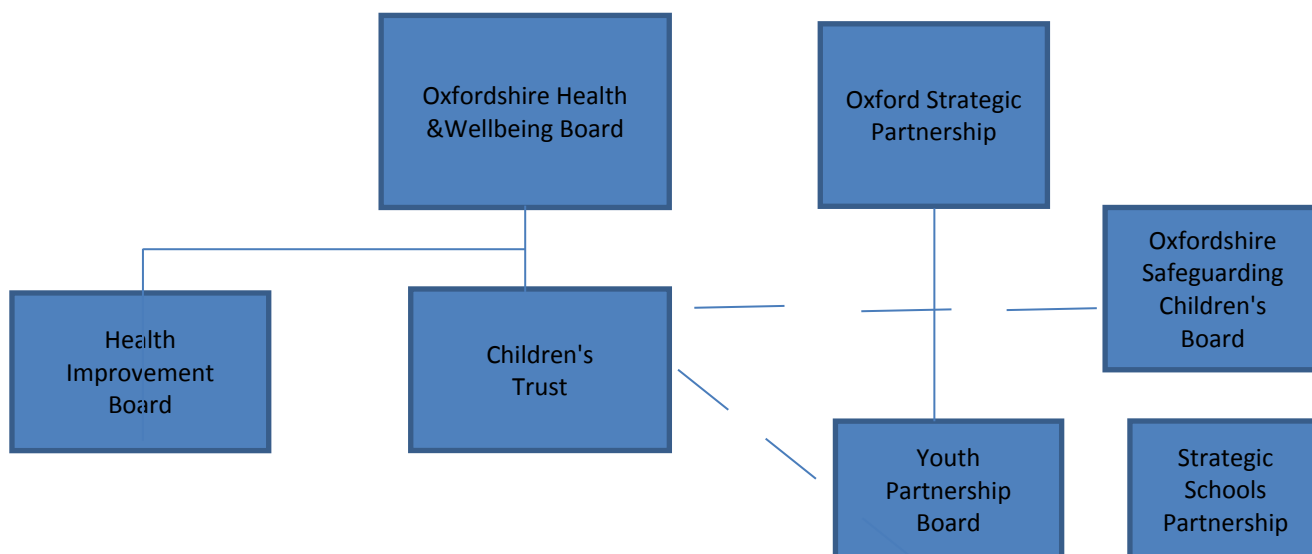 Oxfordshire Health
&Wellbeing Board
Oxford Strategic
Partnership
Oxfordshire
Safeguarding
Children's
Board
Health
Improvement
Board
Children's
Trust
Youth
Partnership
Board
Strategic
Schools
Partnership